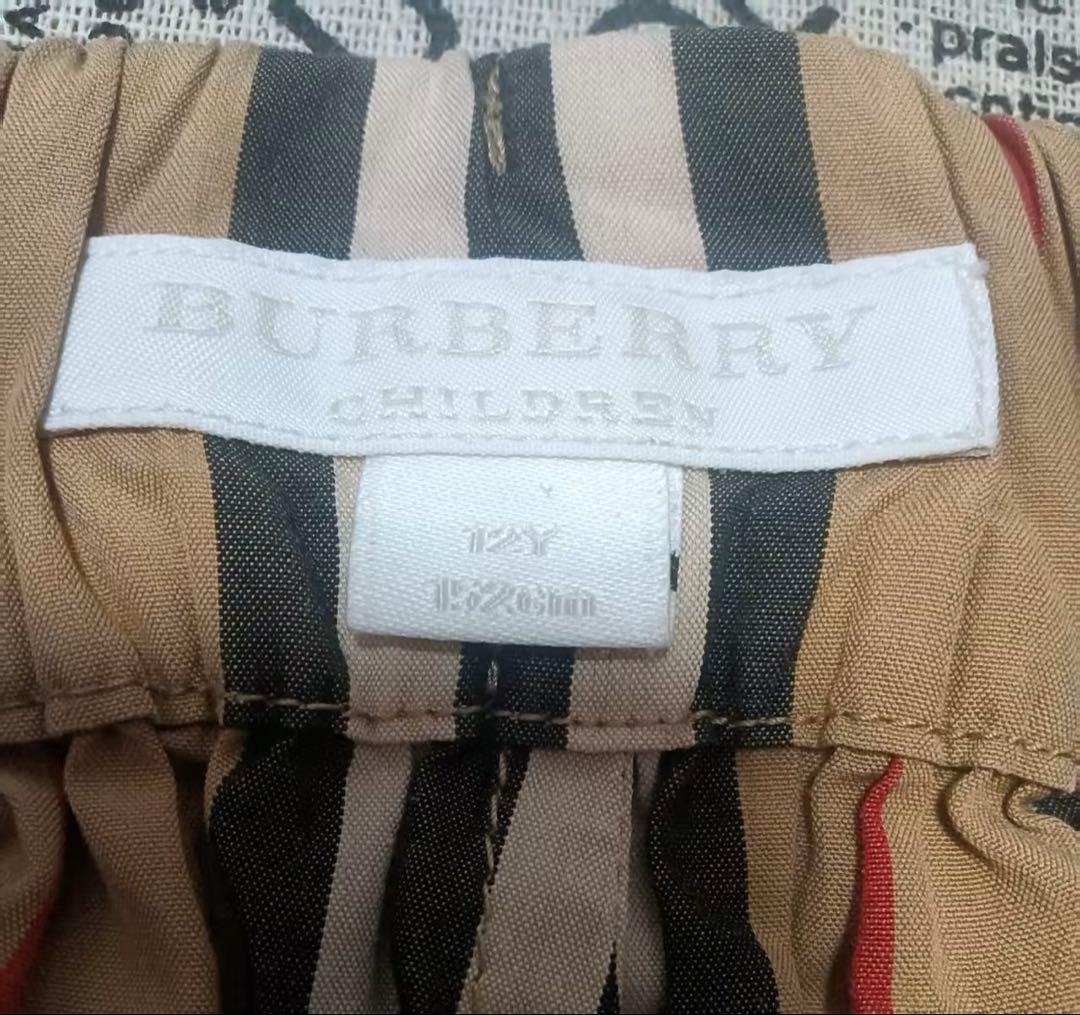 prais
BURBERRY
CHILDREN
12Y
152cm